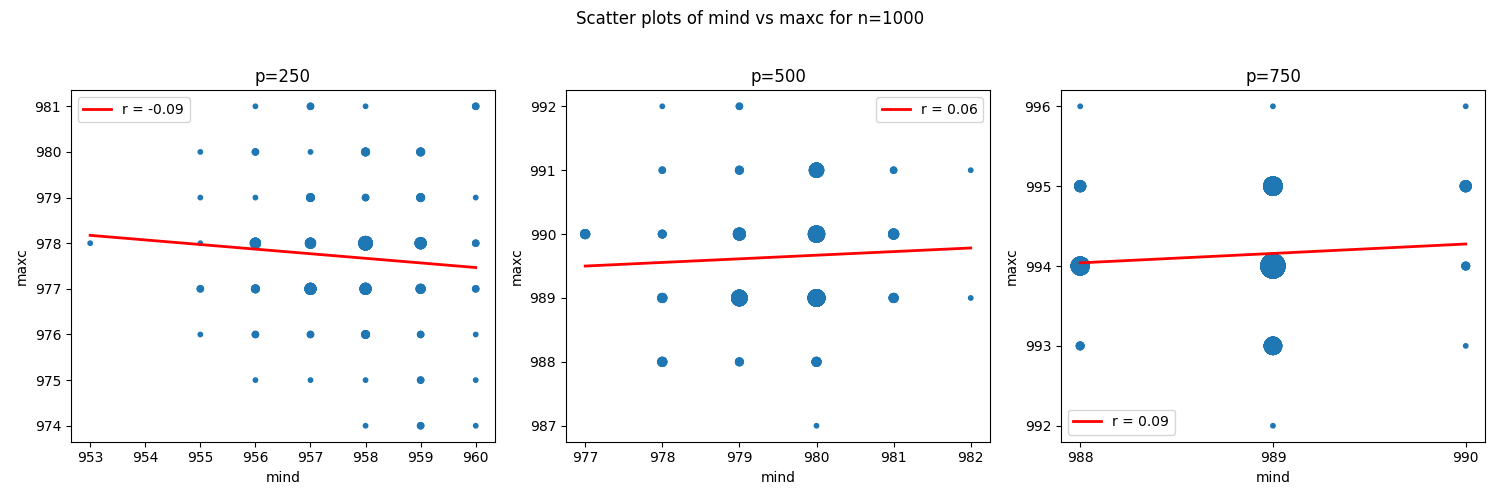 Scatter plots of mind vs maxc for n=1000
p=250
r = -0.09
981
980
979
978
977
976
975
974
maxc
953 954 955 956 957 958 959 960
mind
p=500
r = 0.06
992
991
990
989
988
987
maxc
977 978 979 980 981 982
mind
p=750
r = 0.09
996
995
994
993
992
maxc
988 989 990
mind